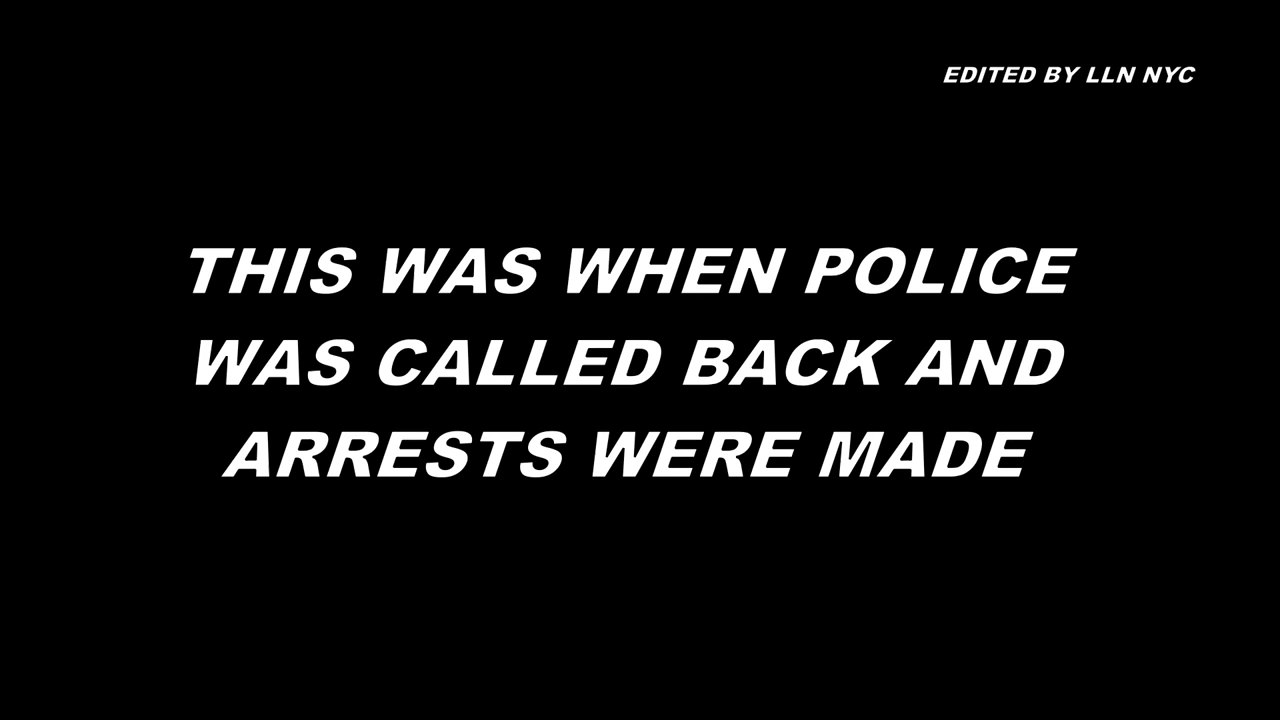 EDITED BY LLN NYC
THIS WAS WHEN POLICE
WAS CALLED BACK AND
ARRESTS WERE MADE